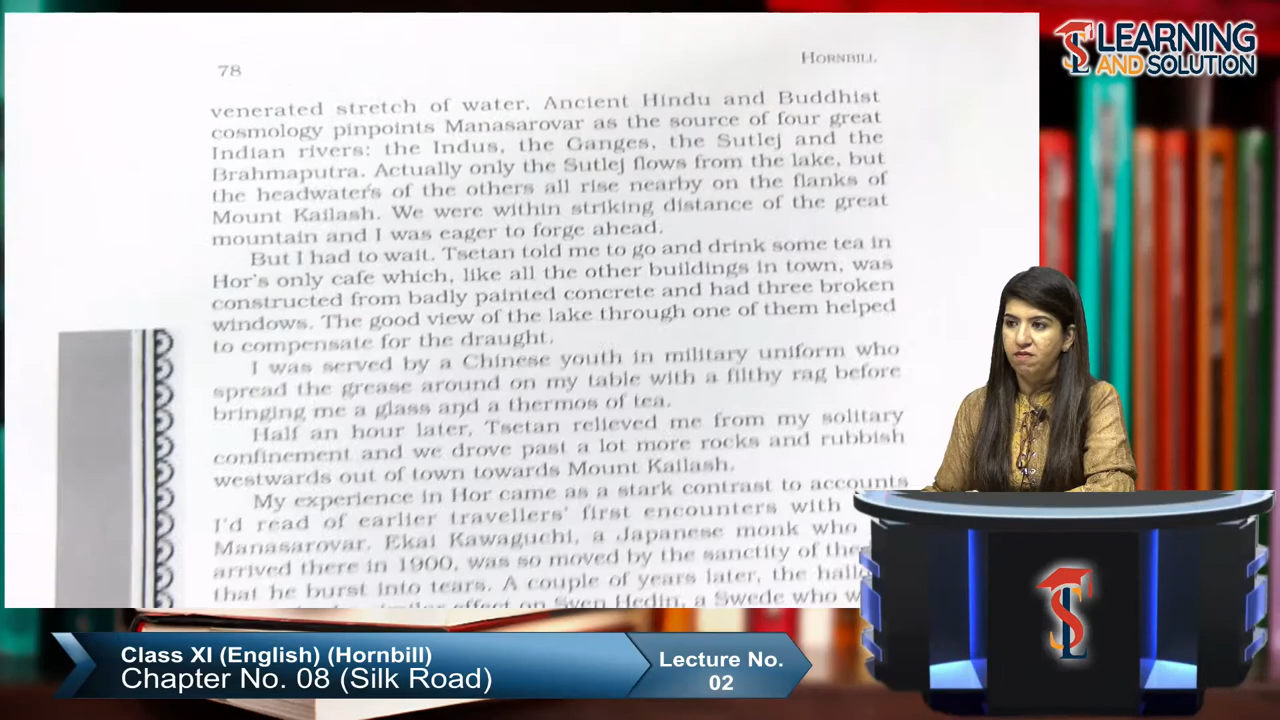 78
HORNBILL
venerated stretch of water. Ancient Hindu and Buddhist
cosmology pinpoints Manasarovar as the source of four great
Indian rivers: the Indus, the Ganges, the Sutlej and the
Brahmaputra. Actually only the Sutlej flows from the lake, but
the headwaters of the others all rise nearby on the flanks of
Mount Kailash. We were within striking distance of the great
mountain and I was eager to forge ahead.
But I had to wait. Tsetan told me to go and drink some tea in
Hor's only cafe which, like all the other buildings in town, was
constructed from badly painted concrete and had three broken
windows. The good view of the lake through one of them helped
to compensate for the draught.
I was served by a Chinese youth in military uniform who
spread the grease around on my table with a filthy rag before
bringing me a glass and a thermos of tea.
Half an hour later, Tsetan relieved me from my solitary
confinement and we drove past a lot more rocks and rubbish
westwards out of town towards Mount Kailash.
My experience in Hor came as a stark contrast to accounts
I'd read of earlier travellers' first encounters with
Manasarovar. Ekai Kawaguchi, a Japanese monk who
arrived there in 1900, was so moved by the sanctity of the
that he burst into tears. A couple of years later, the
effect on Sven Hedin, a Swede who
LEARNING
AND SOLUTION
Class XI (English) (Hornbill)
Chapter No. 08 (Silk Road)
Lecture No.
02